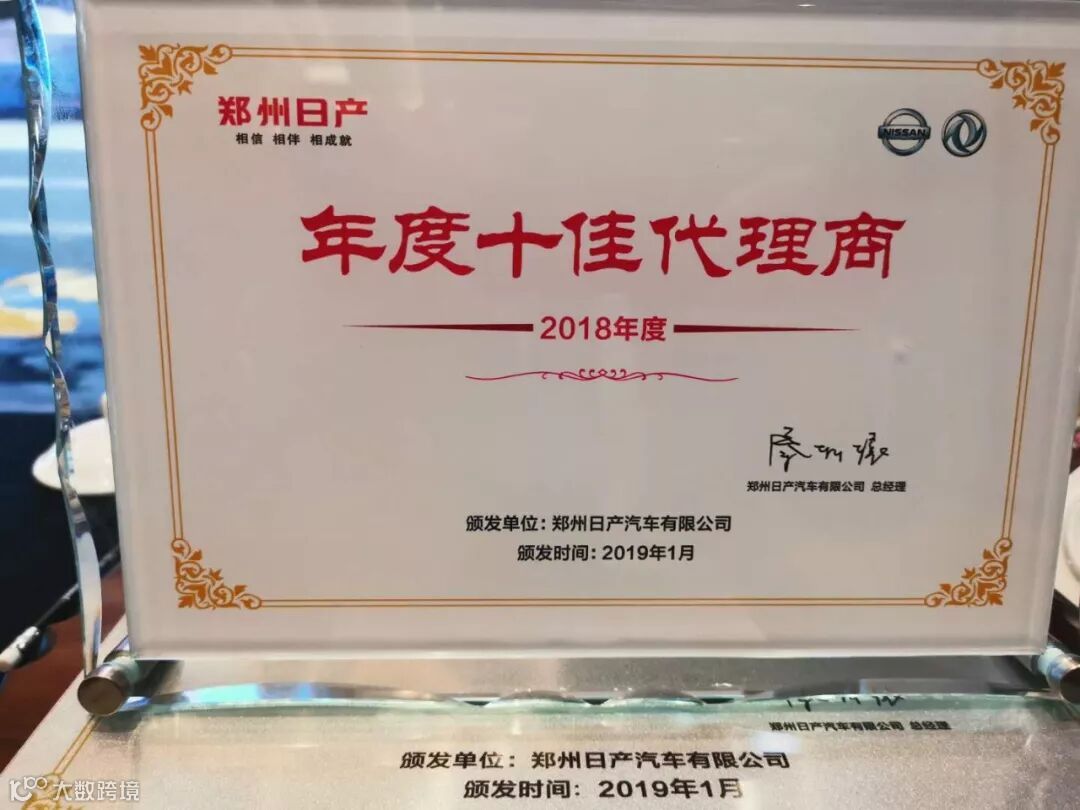 郑州日产
相信 相伴 相成就
NISSAN
年度十佳代理商
2018年度
郑州日产汽车有限公司 总经理
颁发单位：郑州日产汽车有限公司
颁发时间：2019年1月
郑州日产汽车有限公司 总经理
颁发单位：郑州日产汽车有限公司
颁发时间：2019年1月
大数跨境